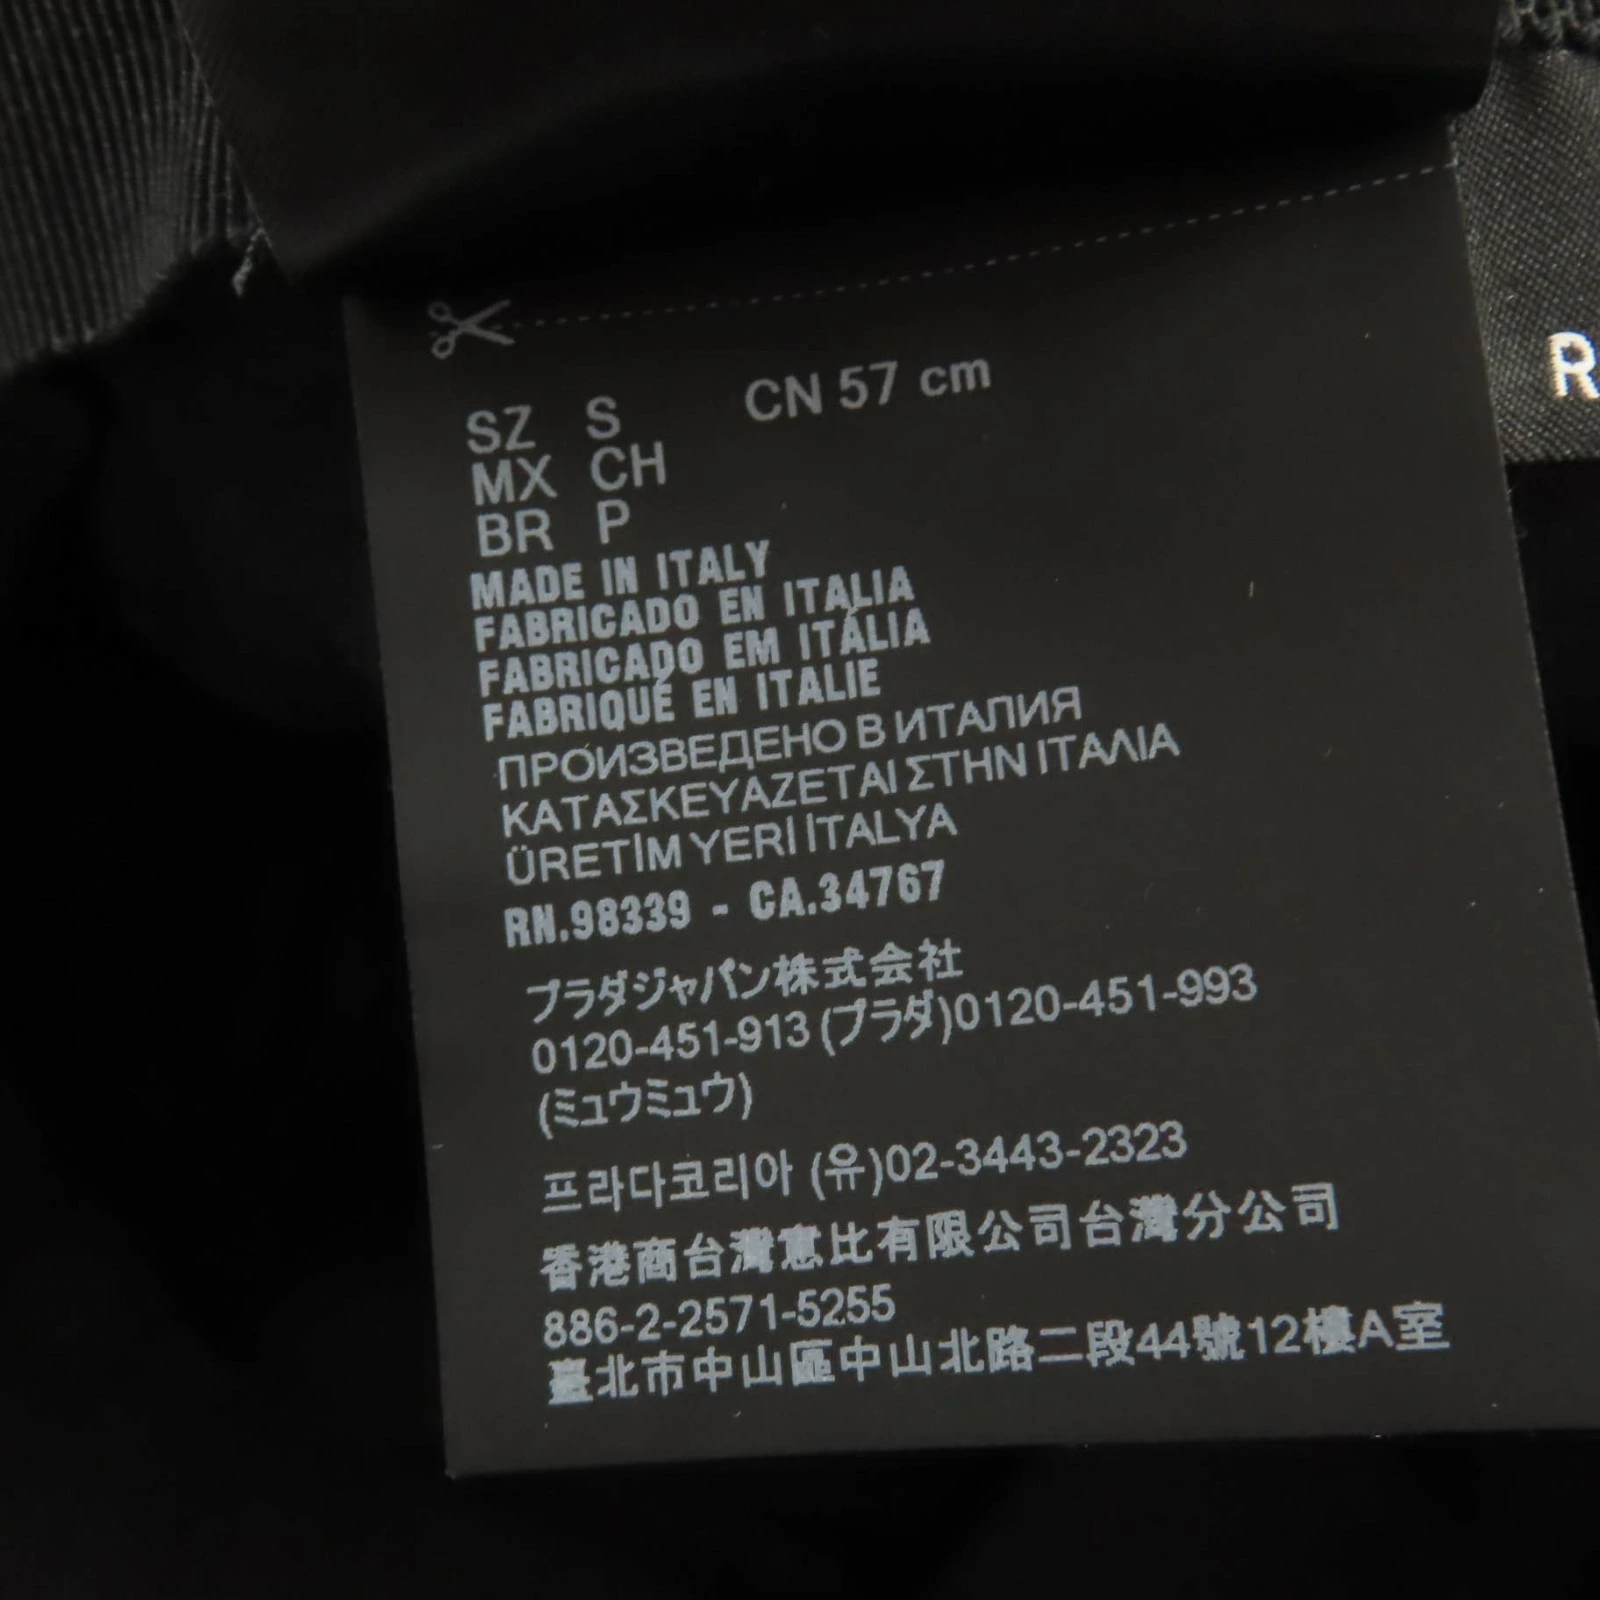 SZ S CN 57 cm
MX CH
BR P
MADE IN ITALY
FABRICADO EN ITALIA
FABRICADO EM ITÁLIA
FABRIQUÉ EN ITALIE
ПРОИЗВЕДЕНО В ИТАЛИЯ
ΚΑΤΑΣΚΕΥΑΖΕΤΑΙ ΣΤΗΝ ΙΤΑΛΙΑ
ÜRETİM YERİ İTALYA
RN.98339 - CA.34767
プラダジャパン株式会社
0120-451-913 (プラダ)0120-451-993
(ミュウミュウ)
프라다코리아 (유)02-3443-2323
香港商台灣惠比有限公司台灣分公司
886-2-2571-5255
臺北市中山區中山北路二段44號12樓A室
R